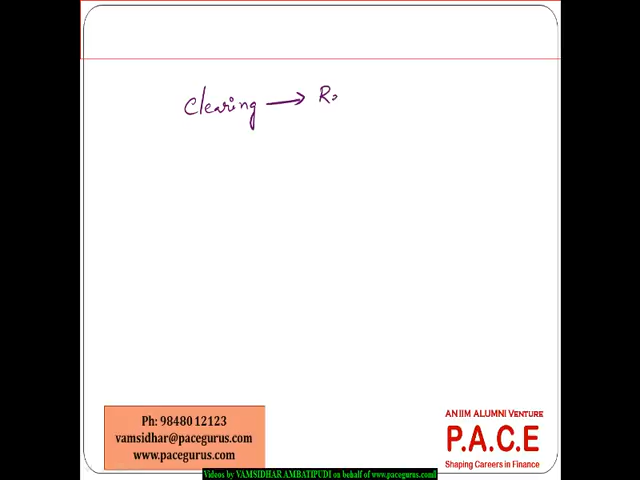 Clearing → R
Ph: 98480 12123
vamsidhar@pacegurus.com
www.pacegurus.com
AN IIM ALUMNI VENTURE
P.A.C.E
Shaping Careers in Finance
Videos by VAMSIDHAR AMBATIPUDI on behalf of www.pacegurus.com